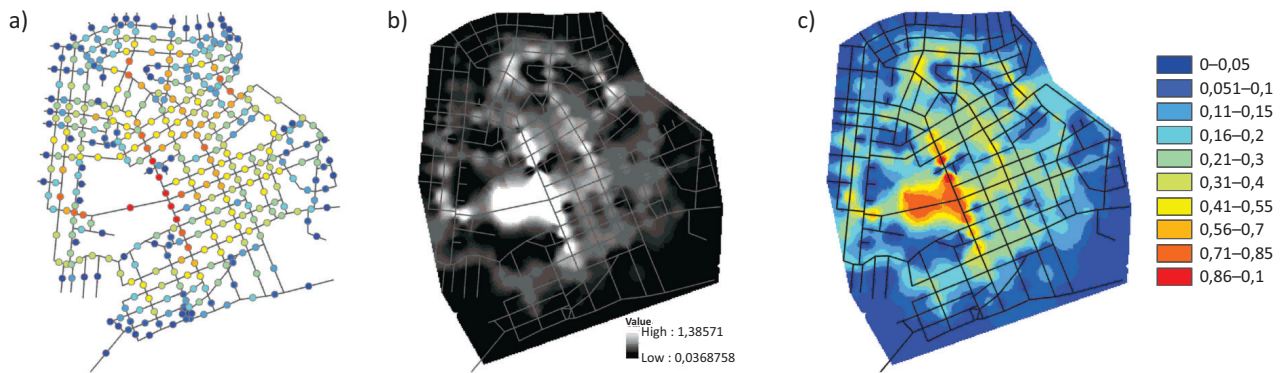 a)
b)
c)
Value
High : 1,38571
Low : 0,0368758
0–0,05
0,051–0,1
0,11–0,15
0,16–0,2
0,21–0,3
0,31–0,4
0,41–0,55
0,56–0,7
0,71–0,85
0,86–0,1